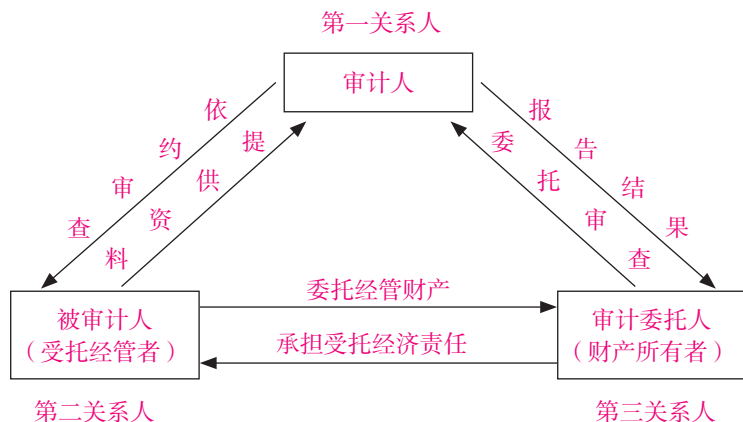 第一关系人
审计人
依约审查
提供资料
委托审查
报告结果
委托经管财产
承担受托经济责任
被审计人
（受托经管者）
审计委托人
（财产所有者）
第二关系人
第三关系人